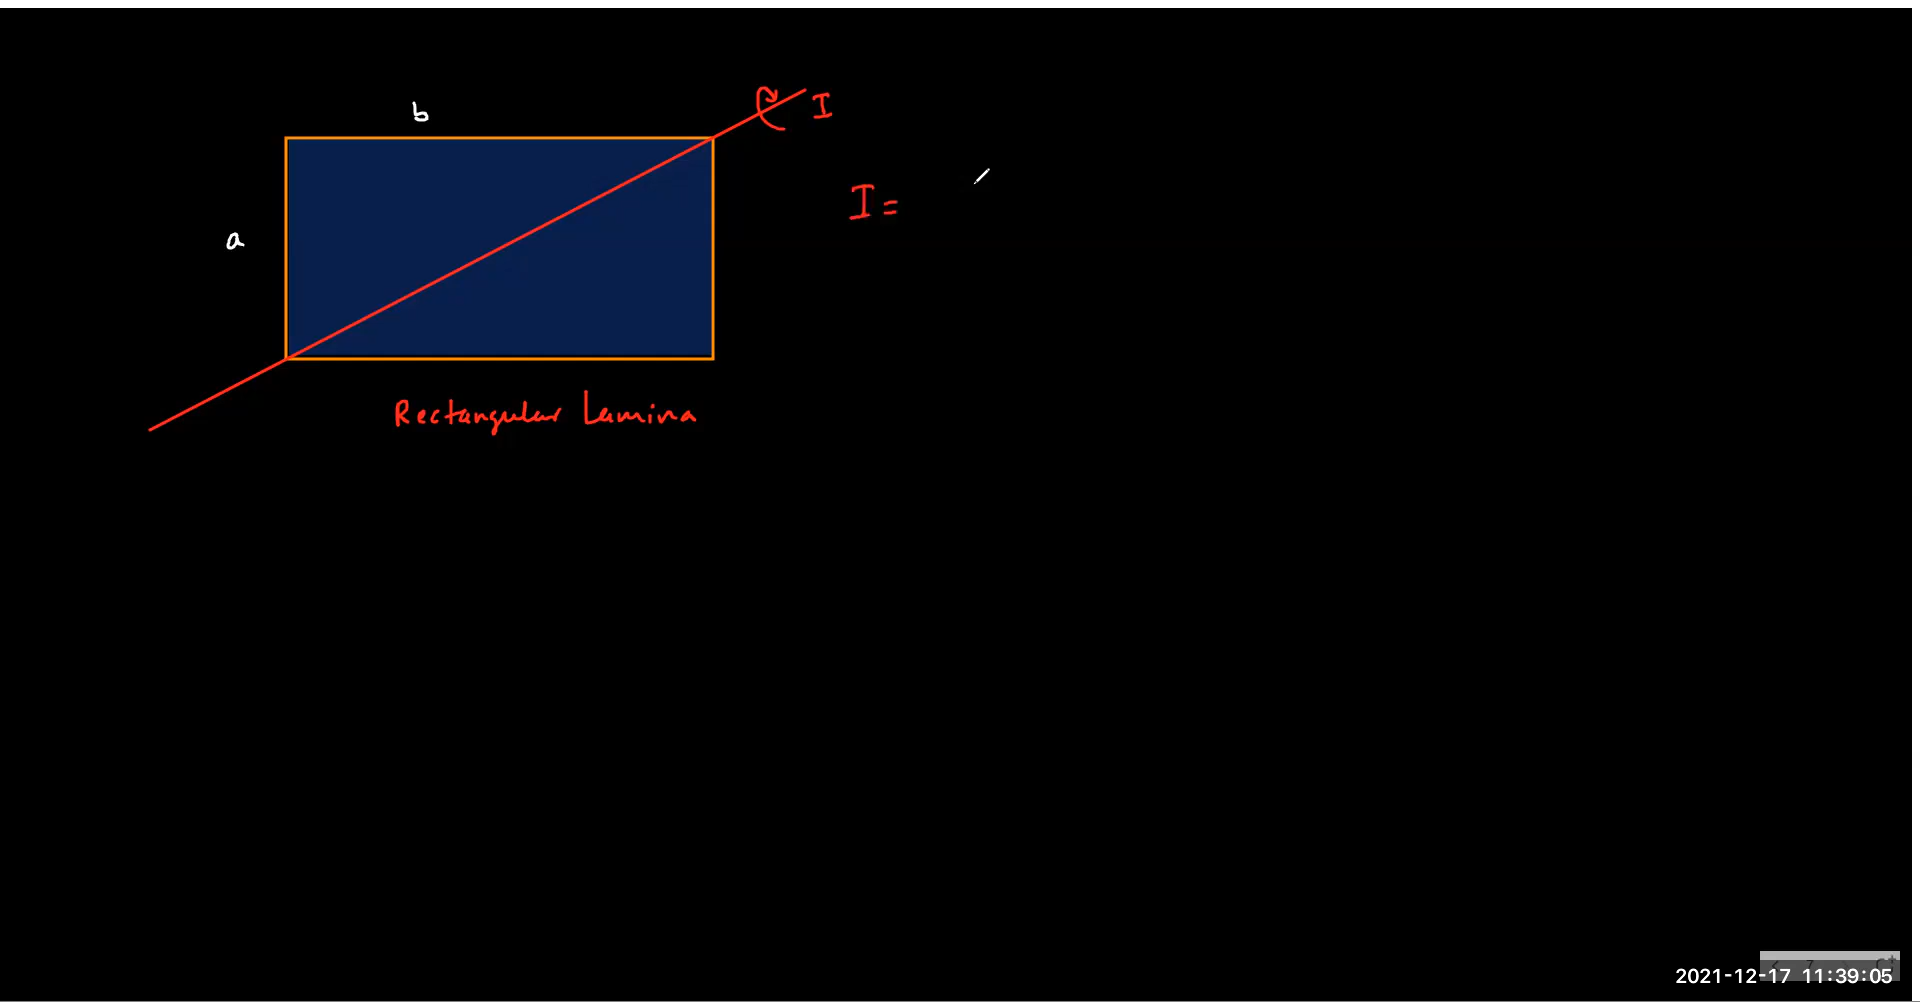 b
I
I =
a
Rectangular Lamina
2021-12-17 11:39:05